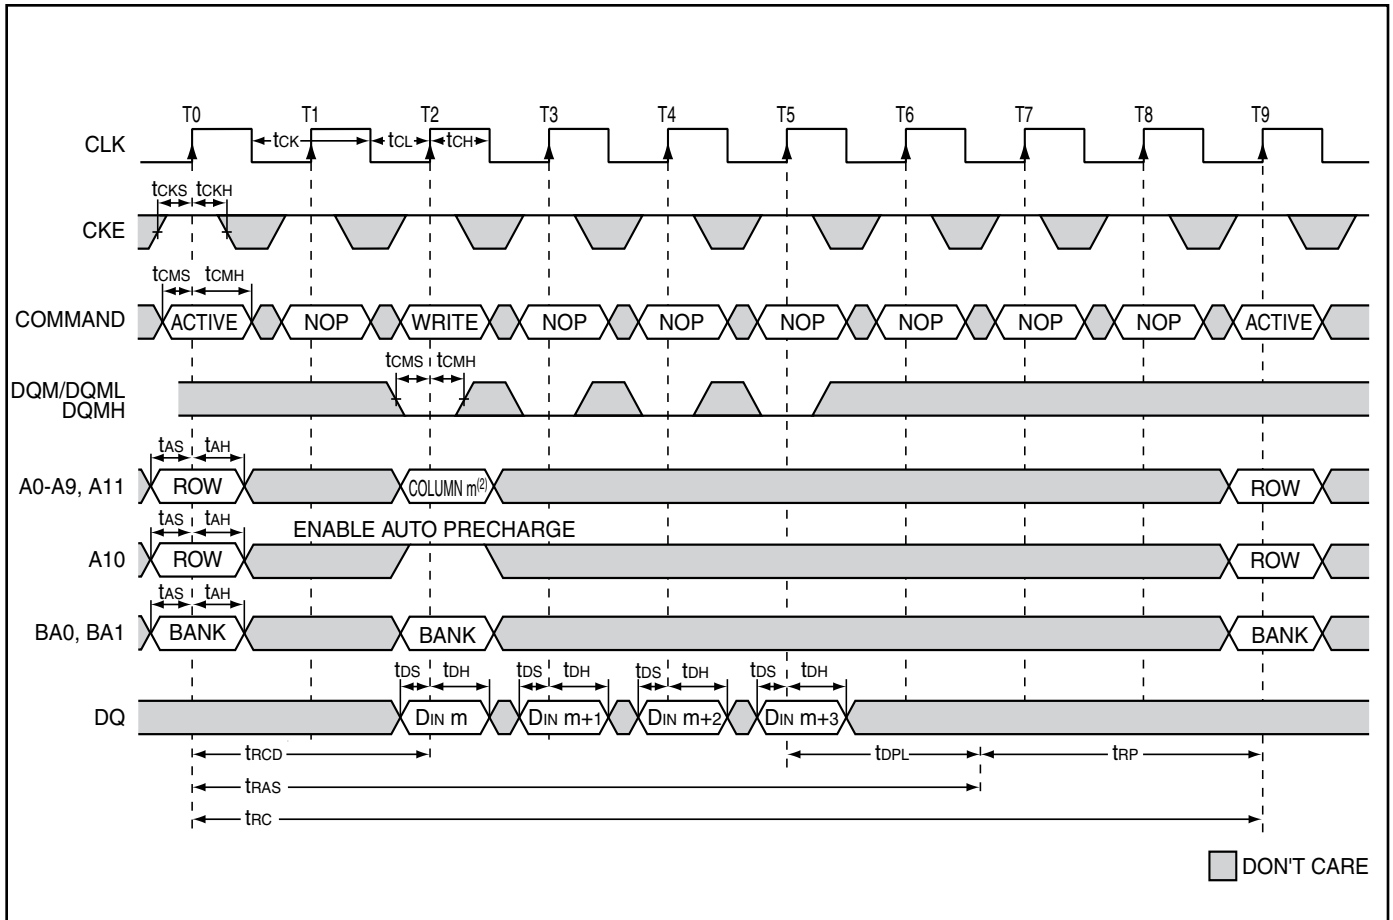 T0 T1 T2 T3 T4 T5 T6 T7 T8 T9
CLK tCK tCL tCH
tCKS tCKH
CKE
tCMS tCMH
COMMAND ACTIVE NOP WRITE NOP NOP NOP NOP NOP NOP ACTIVE
tCMS tCMH
DQM/DQML
DQMH
tAS tAH
A0-A9, A11 ROW COLUMN m(2) ROW
tAS tAH ENABLE AUTO PRECHARGE
A10 ROW ROW
tAS tAH
BA0, BA1 BANK BANK BANK
tDS tDH tDS tDH tDS tDH tDS tDH
DQ DIN m DIN m+1 DIN m+2 DIN m+3
tRCD tDPL tRP
tRAS
tRC
DON'T CARE